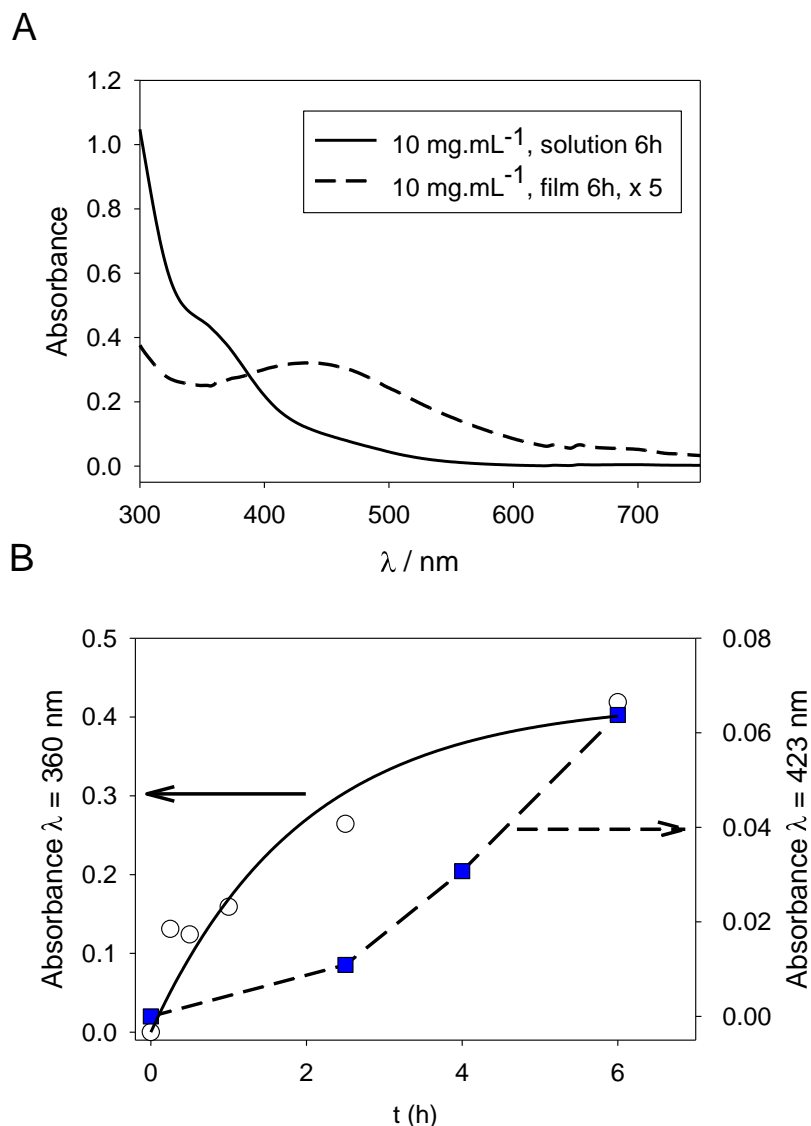 A
1.2
1.0
0.8
0.6
0.4
0.2
0.0
Absorbance
10 mg.mL-1, solution 6h
10 mg.mL-1, film 6h, x 5
300 400 500 600 700
λ / nm
B
0.5
0.4
0.3
0.2
0.1
0.0
Absorbance λ = 360 nm
0.08
0.06
0.04
0.02
0.00
Absorbance λ = 423 nm
0 2 4 6
t (h)